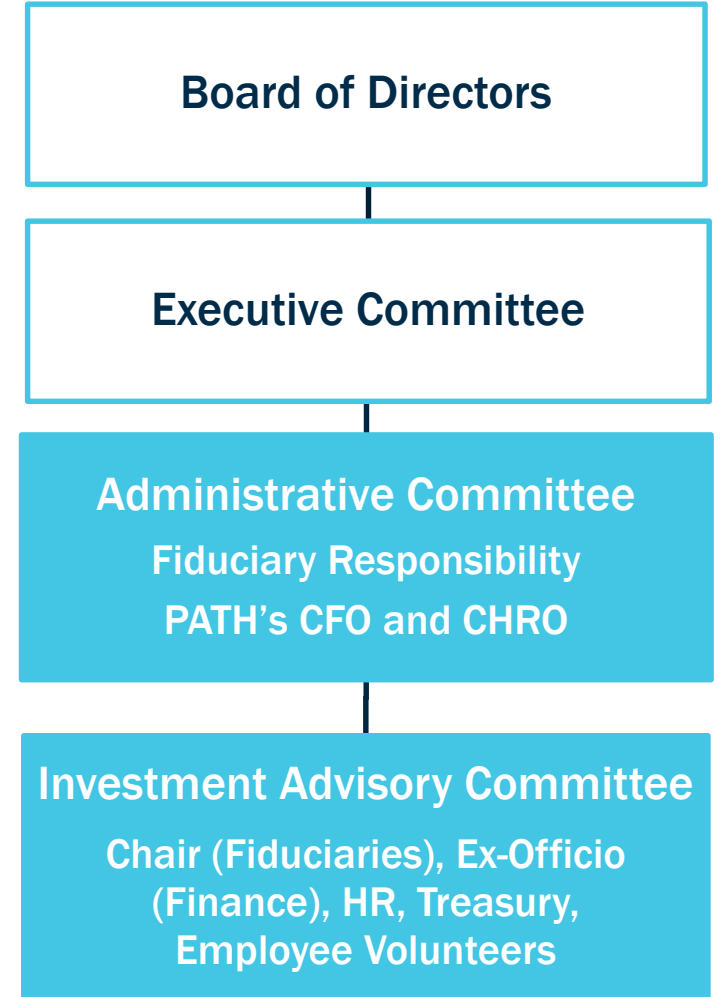 Board of Directors
Executive Committee
Administrative Committee
Fiduciary Responsibility
PATH's CFO and CHRO
Investment Advisory Committee
Chair (Fiduciaries), Ex-Officio
(Finance), HR, Treasury,
Employee Volunteers